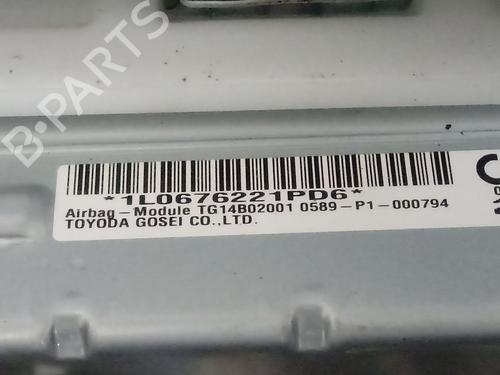 B-PARTS
*1L0676221PD6*
Airbag-Module TG14B02001 0589-P1-000794
TOYODA GOSEI CO.,LTD.